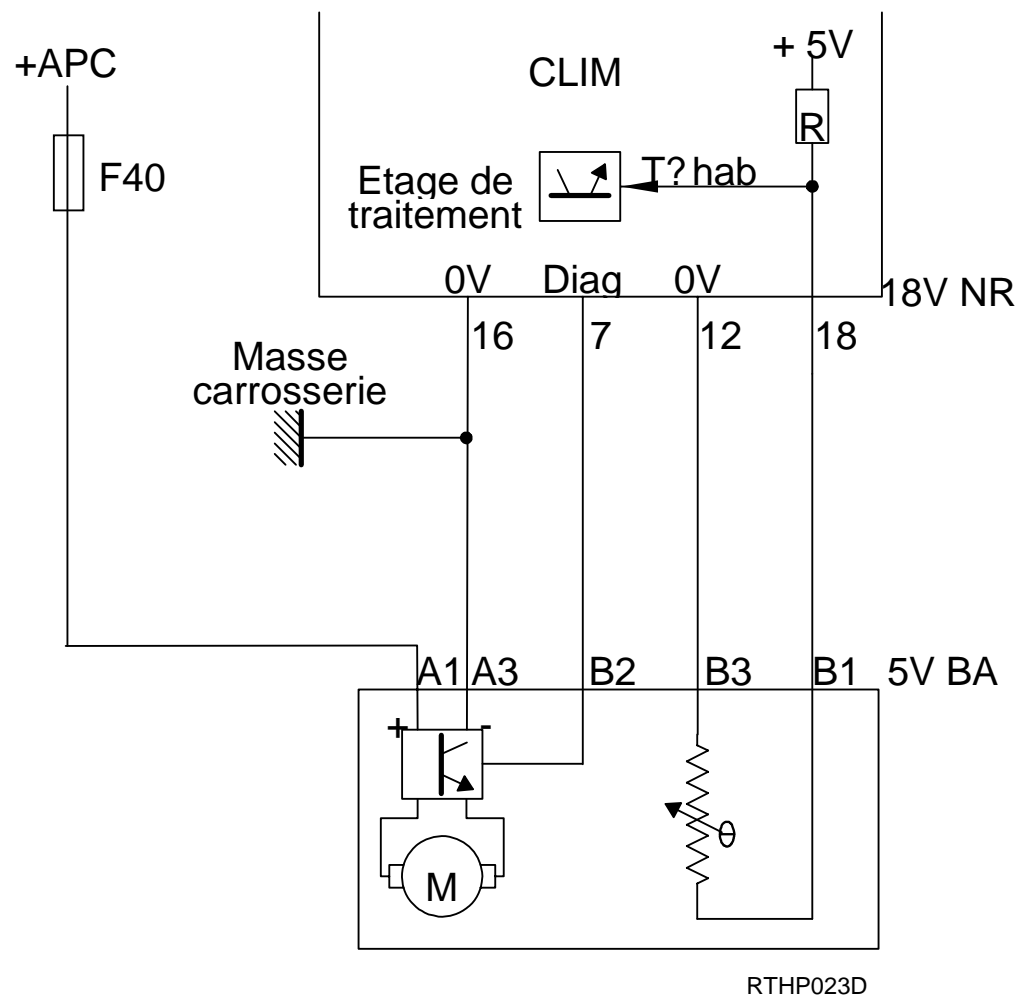 +APC
CLIM
+ 5V
R
F40
Etage de
traitement
T? hab
0V
Diag
0V
18V NR
16
7
12
18
Masse
carrosserie
A1
A3
B2
B3
B1
5V BA
+
-
θ
M
RTHP023D